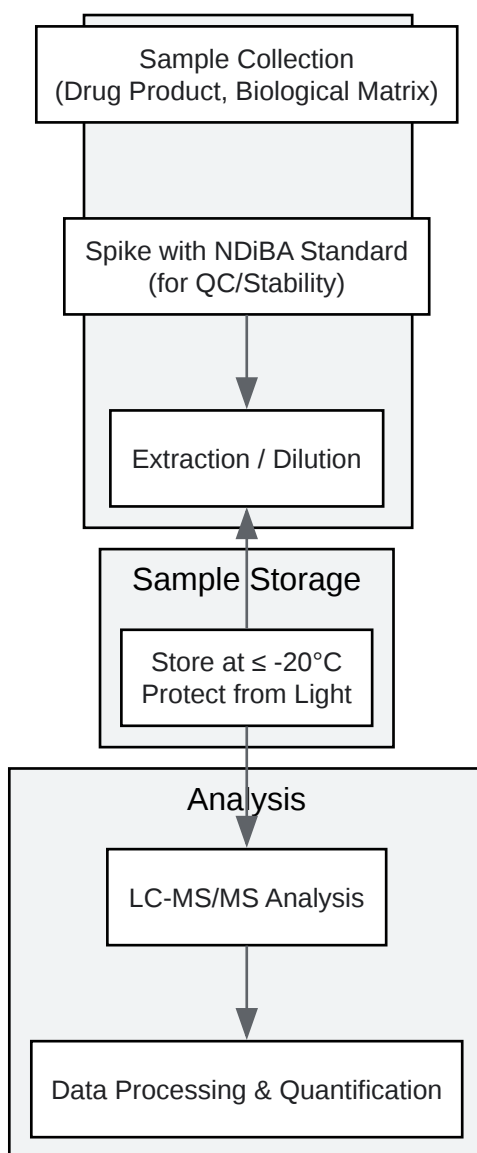 Sample Collection
(Drug Product, Biological Matrix)
Spike with NDiBA Standard
(for QC/Stability)
Extraction / Dilution
Sample Storage
Store at ≤ -20°C
Protect from Light
Analysis
LC-MS/MS Analysis
Data Processing & Quantification